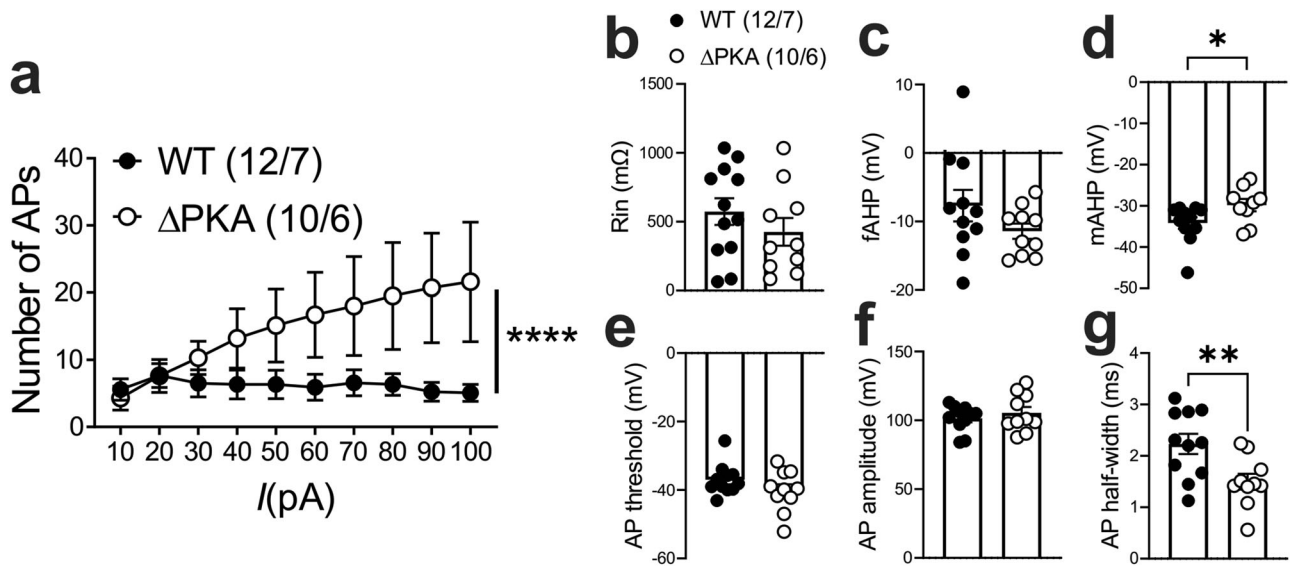 a
WT (12/7)
ΔPKA (10/6)
Number of APs
40
30
20
10
0
10 20 30 40 50 60 70 80 90 100
I(pA)
****
WT (12/7)
ΔPKA (10/6)
b
Rin (mΩ)
1500
1000
500
0
c
fAHP (mV)
10
0
-10
-20
d
*
mAHP (mV)
0
-10
-20
-30
-40
-50
e
AP threshold (mV)
0
-20
-40
-60
f
AP amplitude (mV)
150
100
50
0
g
**
AP half-width (ms)
4
3
2
1
0